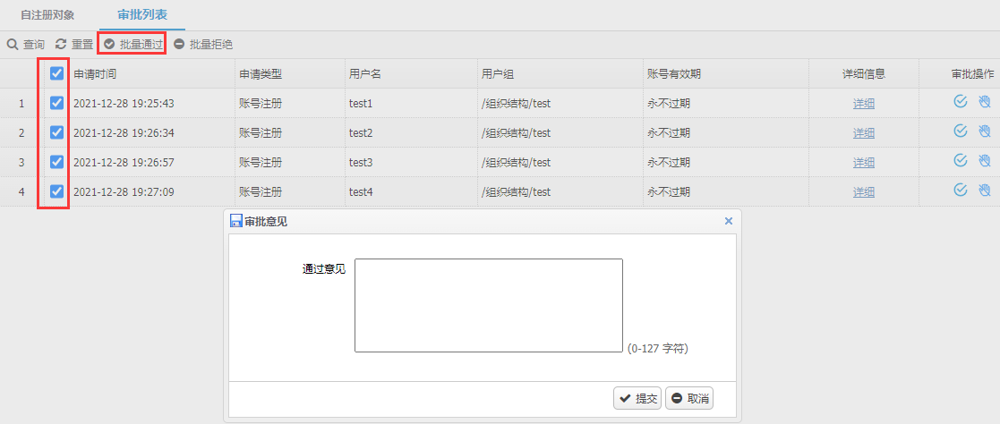 自注册对象 审批列表
查询 重置 批量通过 批量拒绝
申请时间 申请类型 用户名 用户组 账号有效期 详细信息 审批操作
1 2021-12-28 19:25:43 账号注册 test1 /组织结构/test 永不过期 详细
2 2021-12-28 19:26:34 账号注册 test2 /组织结构/test 永不过期 详细
3 2021-12-28 19:26:57 账号注册 test3 /组织结构/test 永不过期 详细
4 2021-12-28 19:27:09 账号注册 test4 /组织结构/test 永不过期 详细
审批意见
通过意见
(0-127 字符)
提交 取消